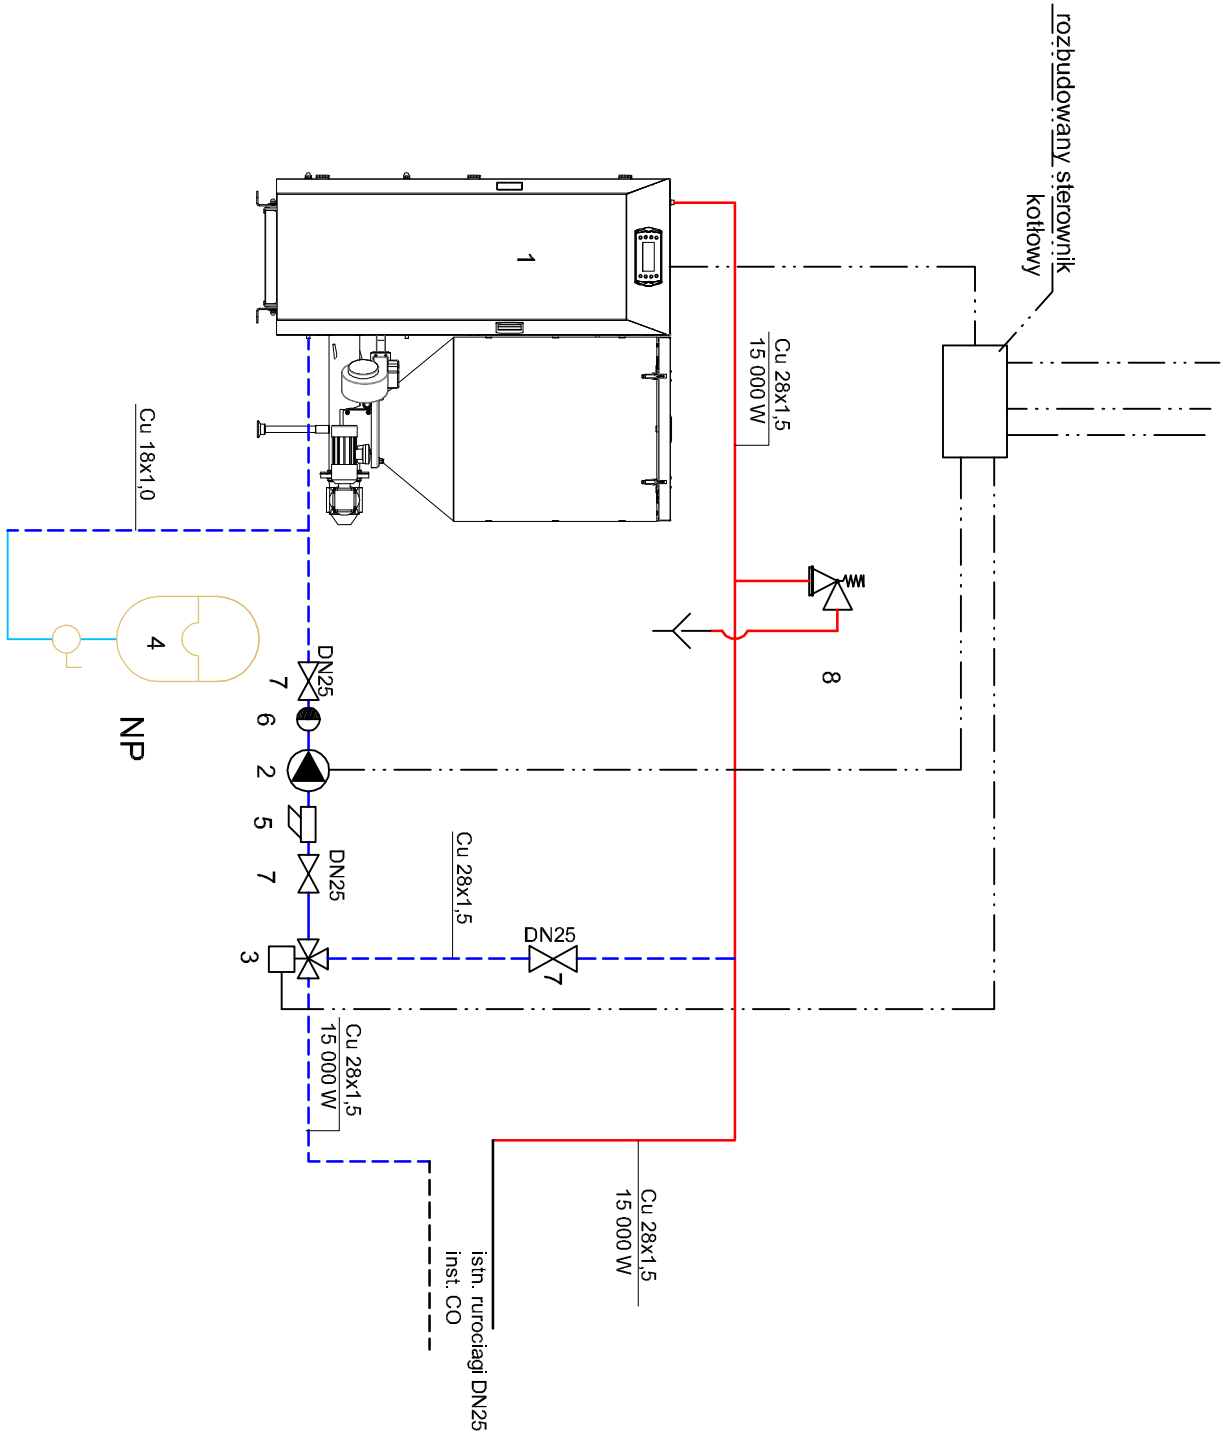 rozbudowany sterownik
kotłowy
1
Cu 28x1,5
15 000 W
Cu 18x1,0
8
4
NP
DN25
7
6
2
5
DN25
7
3
Cu 28x1,5
DN25
7
Cu 28x1,5
15 000 W
Cu 28x1,5
15 000 W
istn. rurociagi DN25
inst. CO